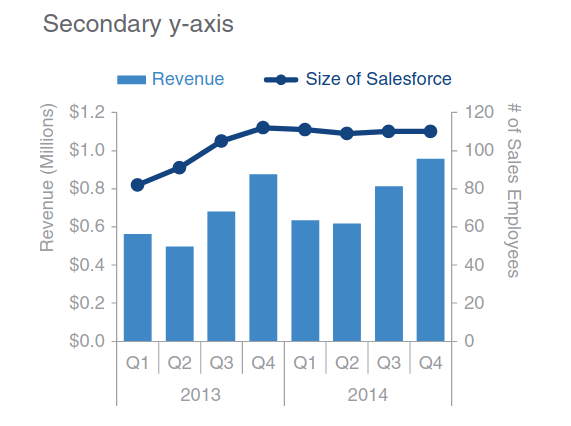 Secondary y-axis
Revenue
Size of Salesforce
Revenue (Millions)
$1.2
$1.0
$0.8
$0.6
$0.4
$0.2
$0.0
120
100
80
60
40
20
0
# of Sales Employees
Q1 Q2 Q3 Q4 Q1 Q2 Q3 Q4
2013 2014